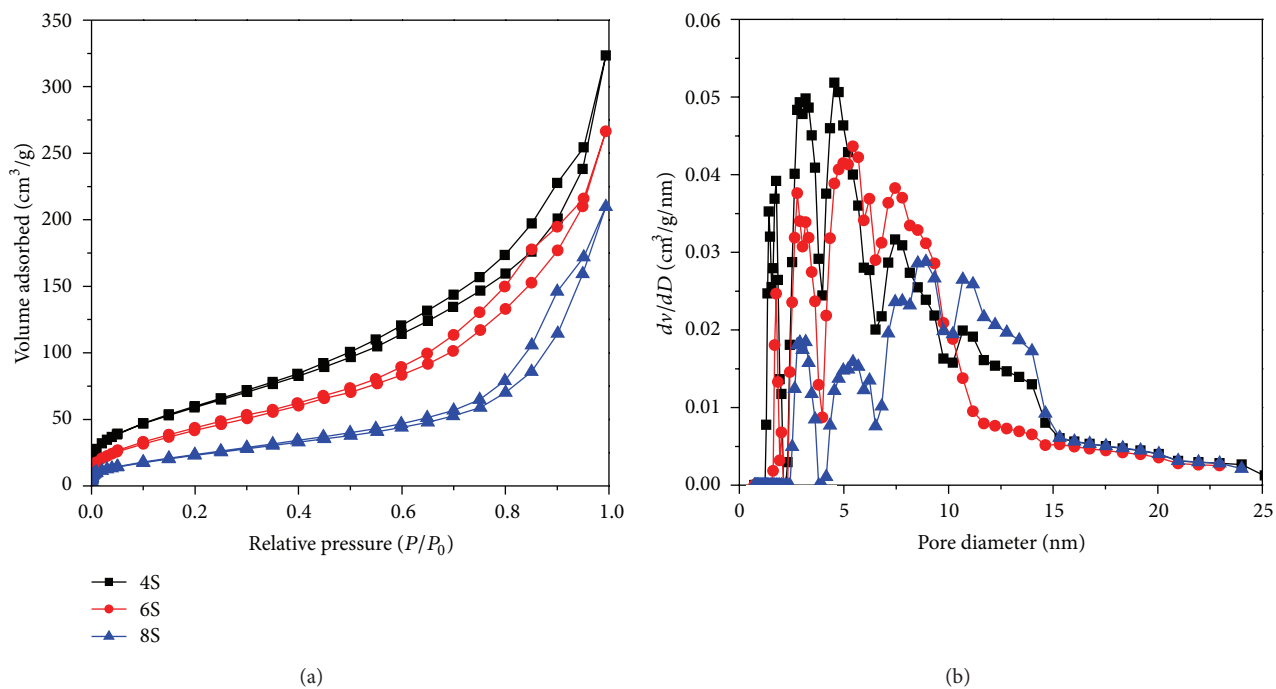 350
300
250
200
150
100
50
0
Volume adsorbed (cm³/g)
0.0 0.2 0.4 0.6 0.8 1.0
Relative pressure (P/P₀)
4S
6S
8S
(a)
0.06
0.05
0.04
0.03
0.02
0.01
0.00
dv/dD (cm³/g/nm)
0 5 10 15 20 25
Pore diameter (nm)
(b)